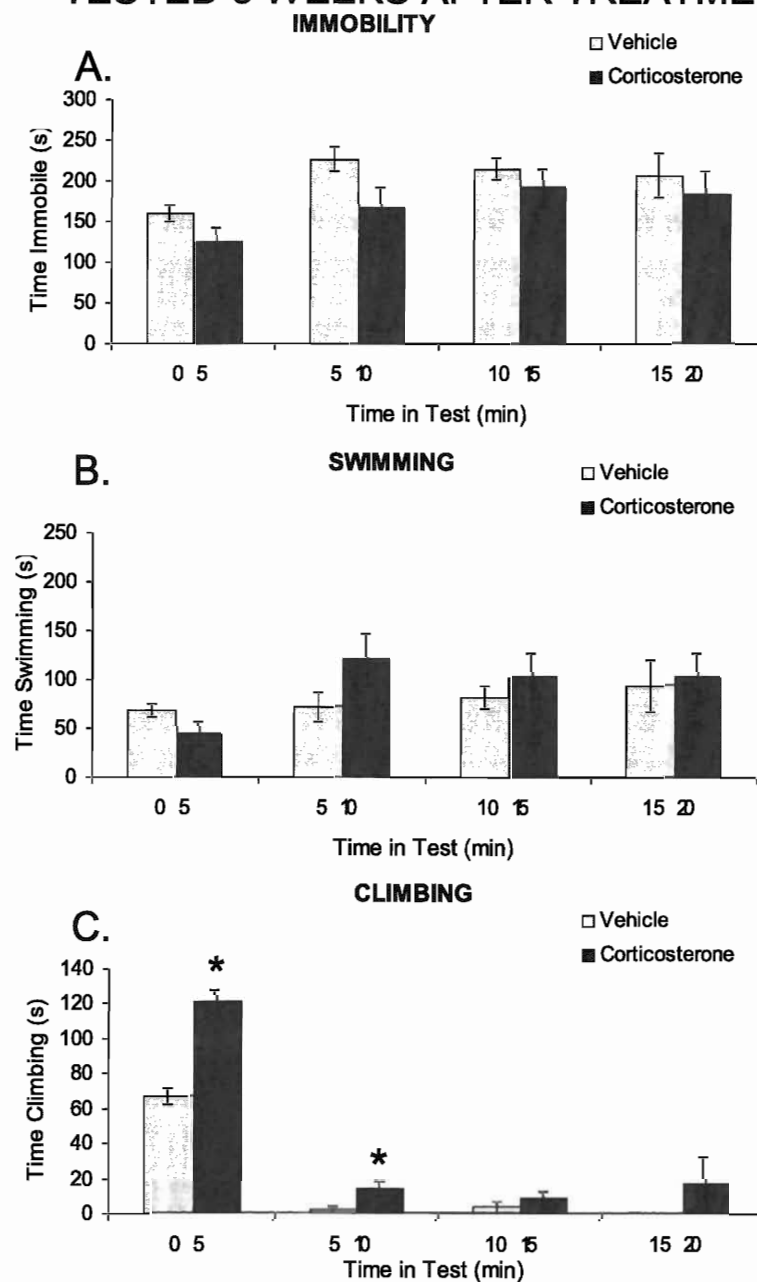 IMMOBILITY
A.
Vehicle
Corticosterone
300
250
200
150
100
50
0
Time Immobile (s)
0 5
5 10
10 15
15 20
Time in Test (min)
B.
SWIMMING
Vehicle
Corticosterone
250
200
150
100
50
0
Time Swimming (s)
0 5
5 10
10 15
15 20
Time in Test (min)
CLIMBING
C.
Vehicle
Corticosterone
140
120
100
80
60
40
20
0
Time Climbing (s)
*
*
0 5
5 10
10 15
15 20
Time in Test (min)